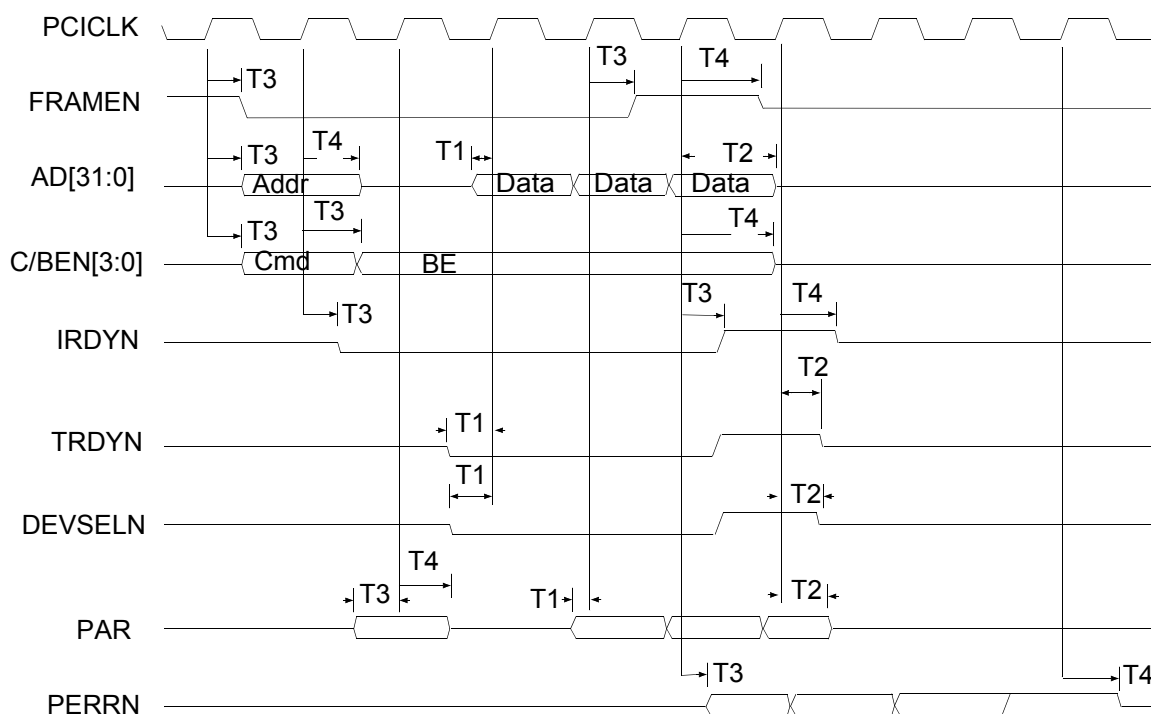 PCICLK
T3 T3 T4
FRAMEN
T3 T4 T1 T2
AD[31:0] Addr Data Data Data
T3 T3 T4
C/BEN[3:0] Cmd BE
T3 T3 T4
IRDYN
T2
T1
TRDYN
T1
T2
DEVSELN
T4
T3 T1 T2
PAR
T3 T4
PERRN